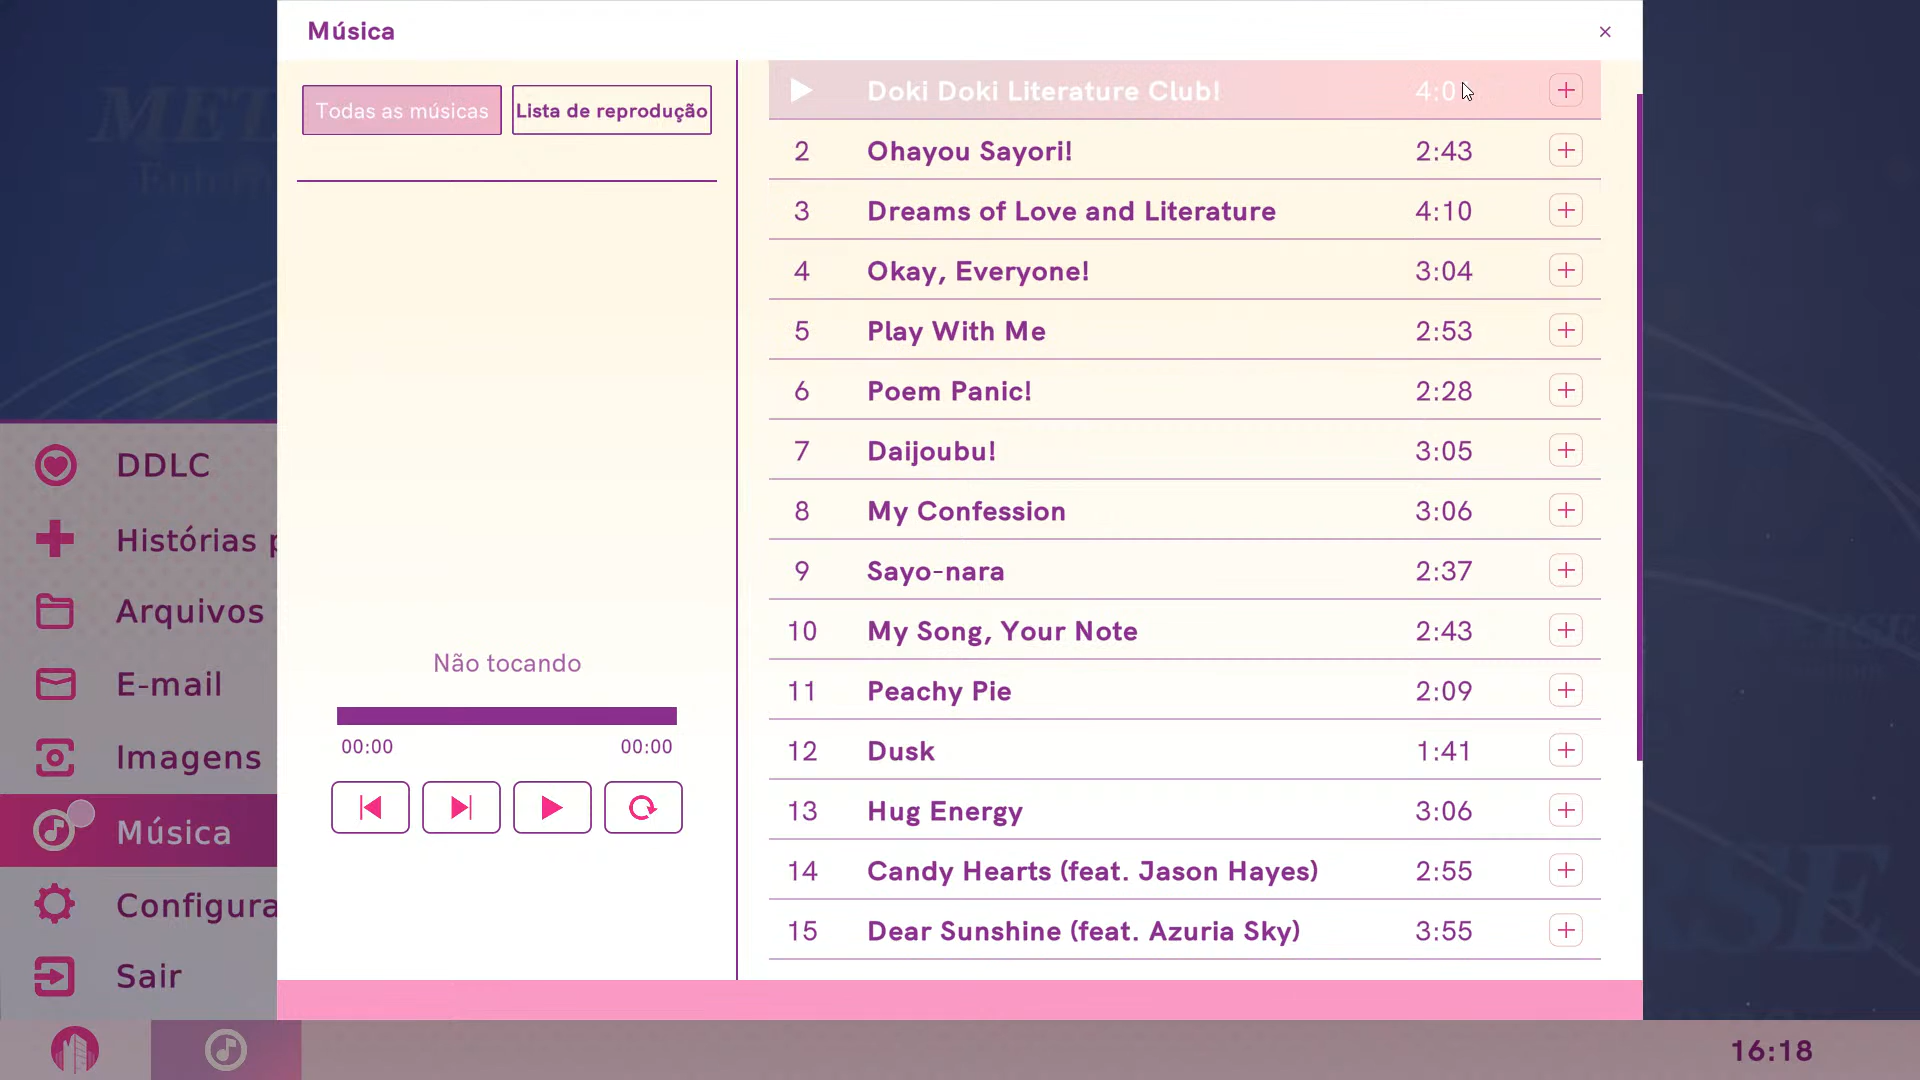 Música
×
Todas as músicas
Lista de reprodução
Doki Doki Literature Club!
2 Ohayou Sayori! 2:43
3 Dreams of Love and Literature 4:10
4 Okay, Everyone! 3:04
5 Play With Me 2:53
6 Poem Panic! 2:28
7 Daijoubu! 3:05
8 My Confession 3:06
9 Sayo-nara 2:37
10 My Song, Your Note 2:43
11 Peachy Pie 2:09
12 Dusk 1:41
13 Hug Energy 3:06
14 Candy Hearts (feat. Jason Hayes) 2:55
15 Dear Sunshine (feat. Azuria Sky) 3:55
Não tocando
00:00 00:00
DDLC
Histórias
Arquivos
E-mail
Imagens
Música
Configura
Sair
16:18